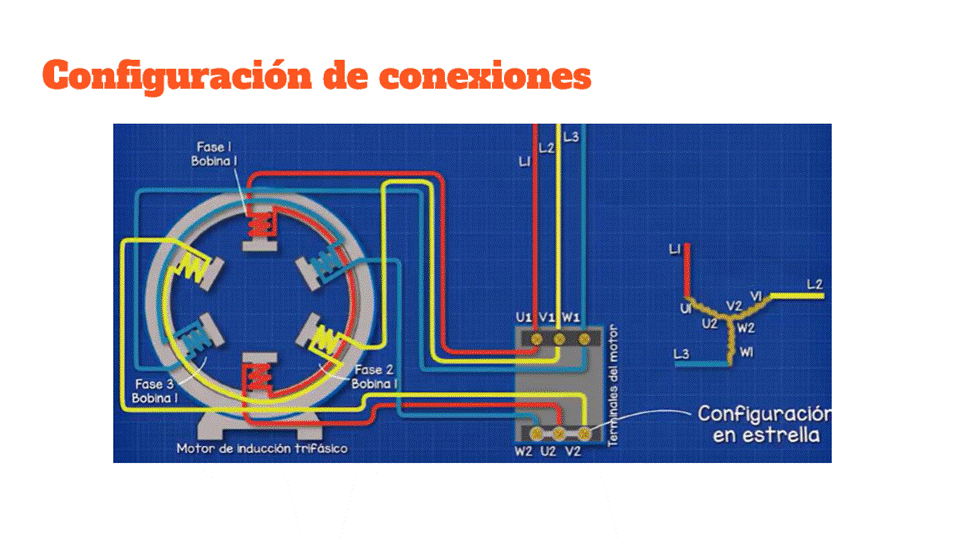 Configuración de conexiones
Fase 1
Bobina 1
L1
L2
L3
L1
L2
U1
V2
V1
U2
W2
L3
W1
U1 V1 W1
Terminales del motor
Fase 3
Bobina 1
Fase 2
Bobina 1
Configuración
en estrella
Motor de inducción trifásico
W2 U2 V2